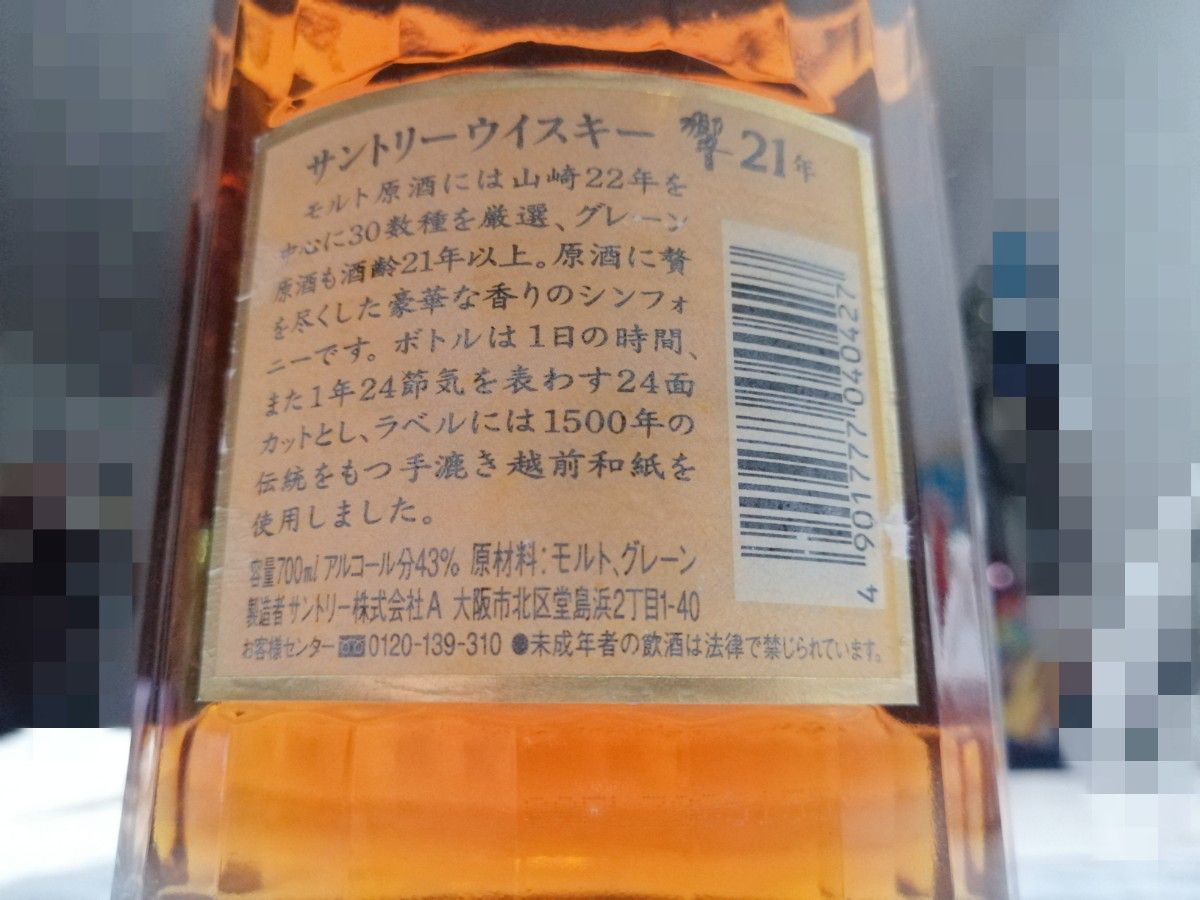 サントリーウイスキー 響 21年
モルト原酒には山崎22年を
中心に30数種を厳選、グレーン
原酒も酒齢21年以上。原酒に贅
を尽くした豪華な香りのシンフォ
ニーです。ボトルは1日の時間、
また1年24節気を表わす24面
カットとし、ラベルには1500年の
伝統をもつ手漉き越前和紙を
使用しました。
容量700ml アルコール分43% 原材料:モルト、グレーン
製造者 サントリー株式会社A 大阪市北区堂島浜2丁目1-40
お客様センター 0120-139-310 ●未成年者の飲酒は法律で禁じられています。
4 901777 040427